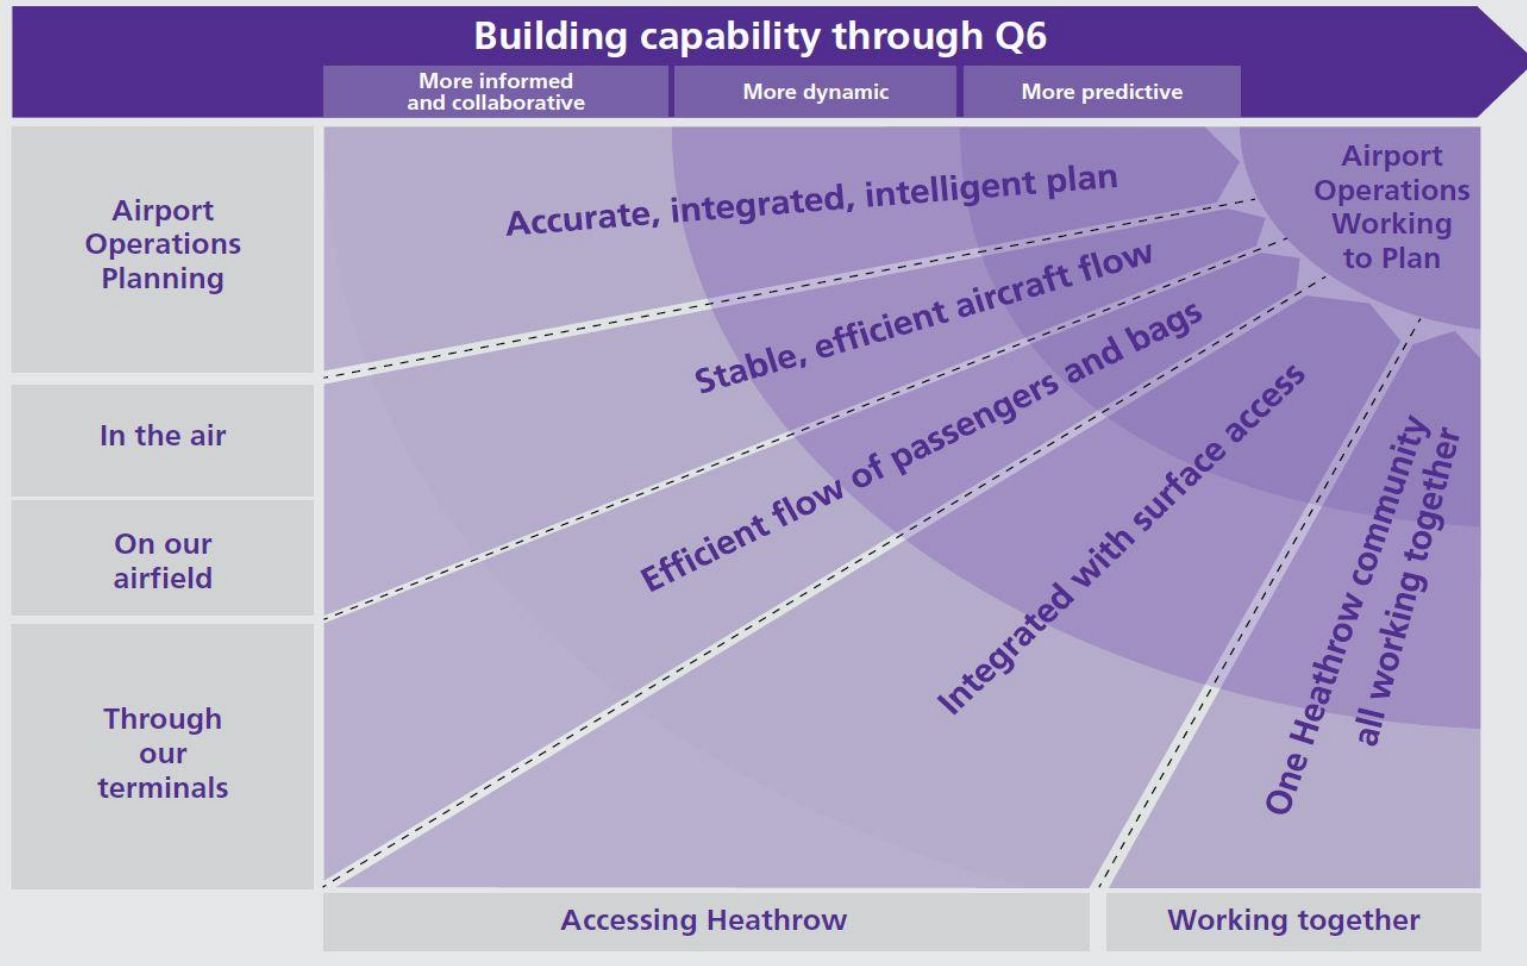 Building capability through Q6
More informed
and collaborative
More dynamic
More predictive
Airport
Operations
Planning
In the air
On our
airfield
Through
our
terminals
Accurate, integrated, intelligent plan
Stable, efficient aircraft flow
Efficient flow of passengers and bags
Integrated with surface access
One Heathrow community
all working together
Airport
Operations
Working
to Plan
Accessing Heathrow
Working together